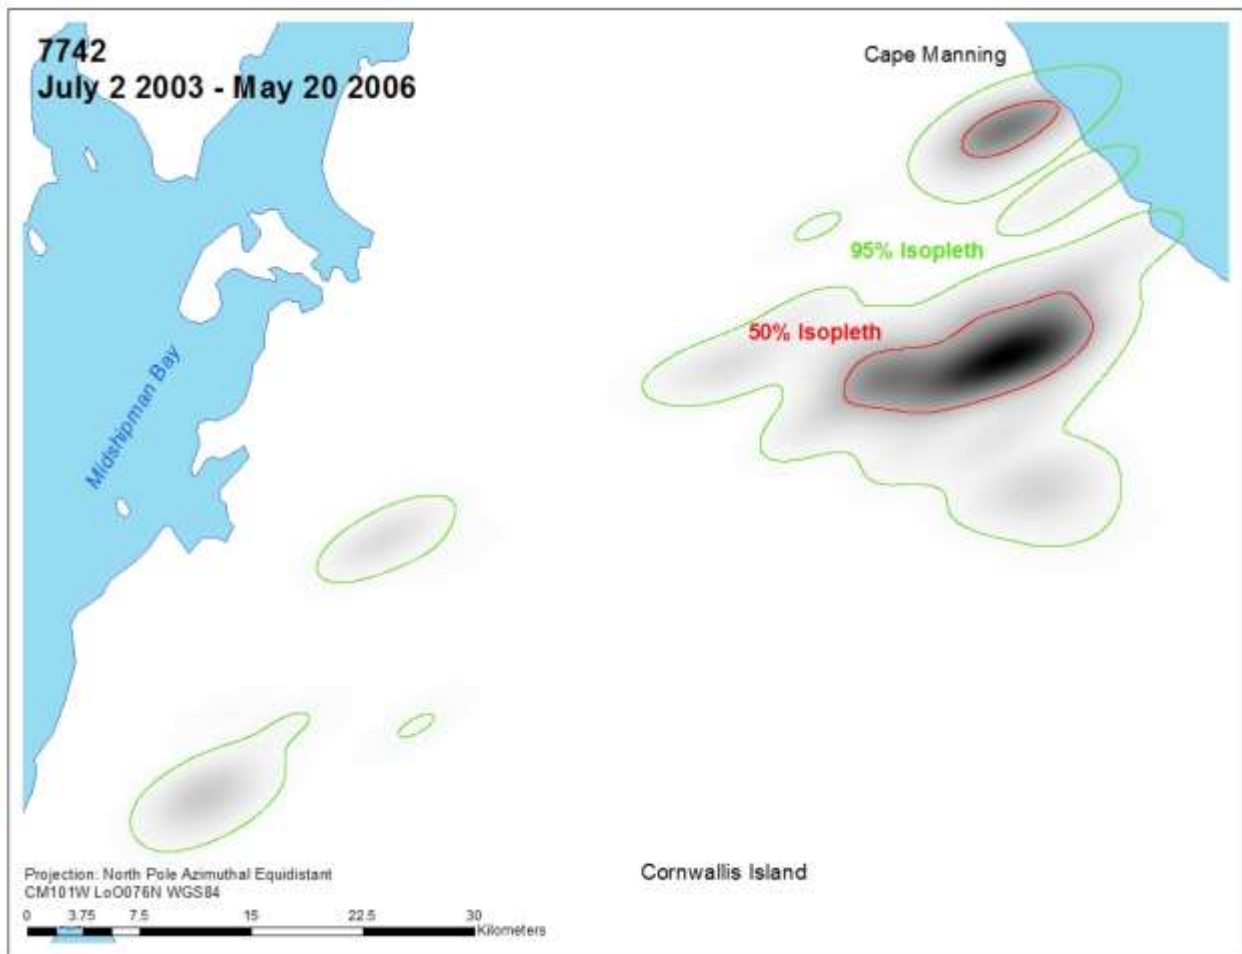 7742
July 2 2003 - May 20 2006
Cape Manning
95% Isopleth
50% Isopleth
Midshipman Bay
Cornwallis Island
Projection: North Pole Azimuthal Equidistant
CM101W LoO076N WGS84
0 3.75 7.5 15 22.5 30
Kilometers